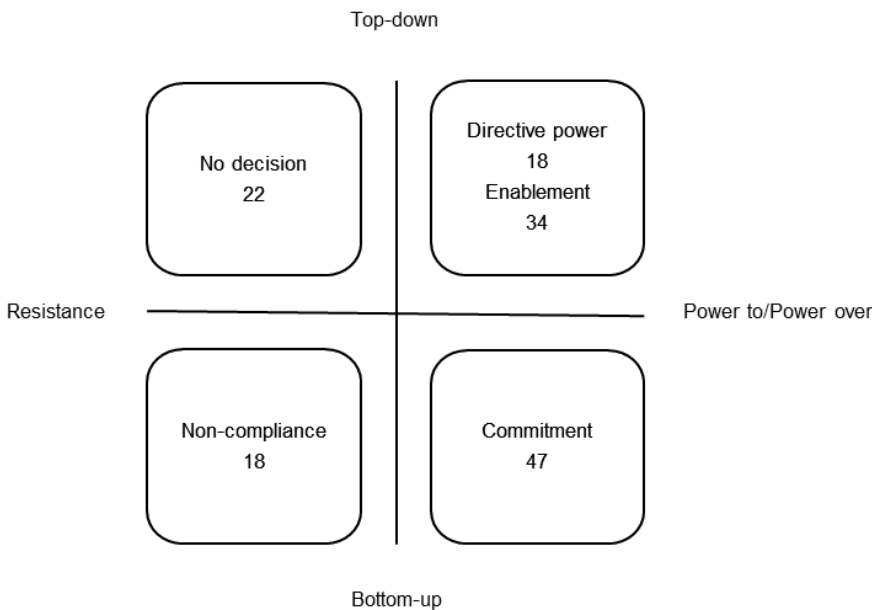 Top-down
No decision
22
Directive power
18
Enablement
34
Resistance
Power to/Power over
Non-compliance
18
Commitment
47
Bottom-up